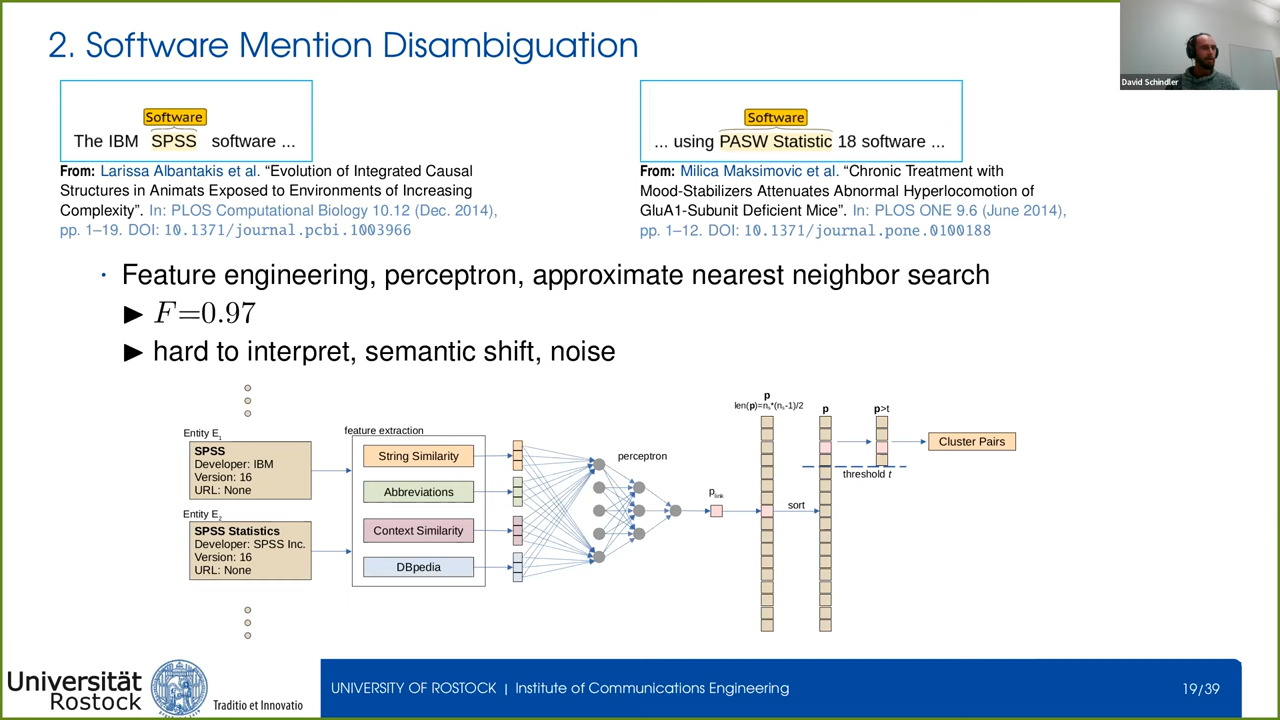 2. Software Mention Disambiguation
David Schindler
Software
The IBM SPSS software ...
From: Larissa Albantakis et al. “Evolution of Integrated Causal
Structures in Animats Exposed to Environments of Increasing
Complexity”. In: PLOS Computational Biology 10.12 (Dec. 2014),
pp. 1–19. DOI: 10.1371/journal.pcbi.1003966
Software
... using PASW Statistic 18 software ...
From: Milica Maksimovic et al. “Chronic Treatment with
Mood-Stabilizers Attenuates Abnormal Hyperlocomotion of
GluA1-Subunit Deficient Mice”. In: PLOS ONE 9.6 (June 2014),
pp. 1–12. DOI: 10.1371/journal.pone.0100188
· Feature engineering, perceptron, approximate nearest neighbor search
▶ F=0.97
▶ hard to interpret, semantic shift, noise
Entity E1
SPSS
Developer: IBM
Version: 16
URL: None
Entity E2
SPSS Statistics
Developer: SPSS Inc.
Version: 16
URL: None
feature extraction
String Similarity
Abbreviations
Context Similarity
DBpedia
perceptron
plink
p
len(p)=nu*(nu-1)/2
sort
p
p>t
threshold t
Cluster Pairs
Universität
Rostock
Traditio et Innovatio
UNIVERSITY OF ROSTOCK | Institute of Communications Engineering
19/39